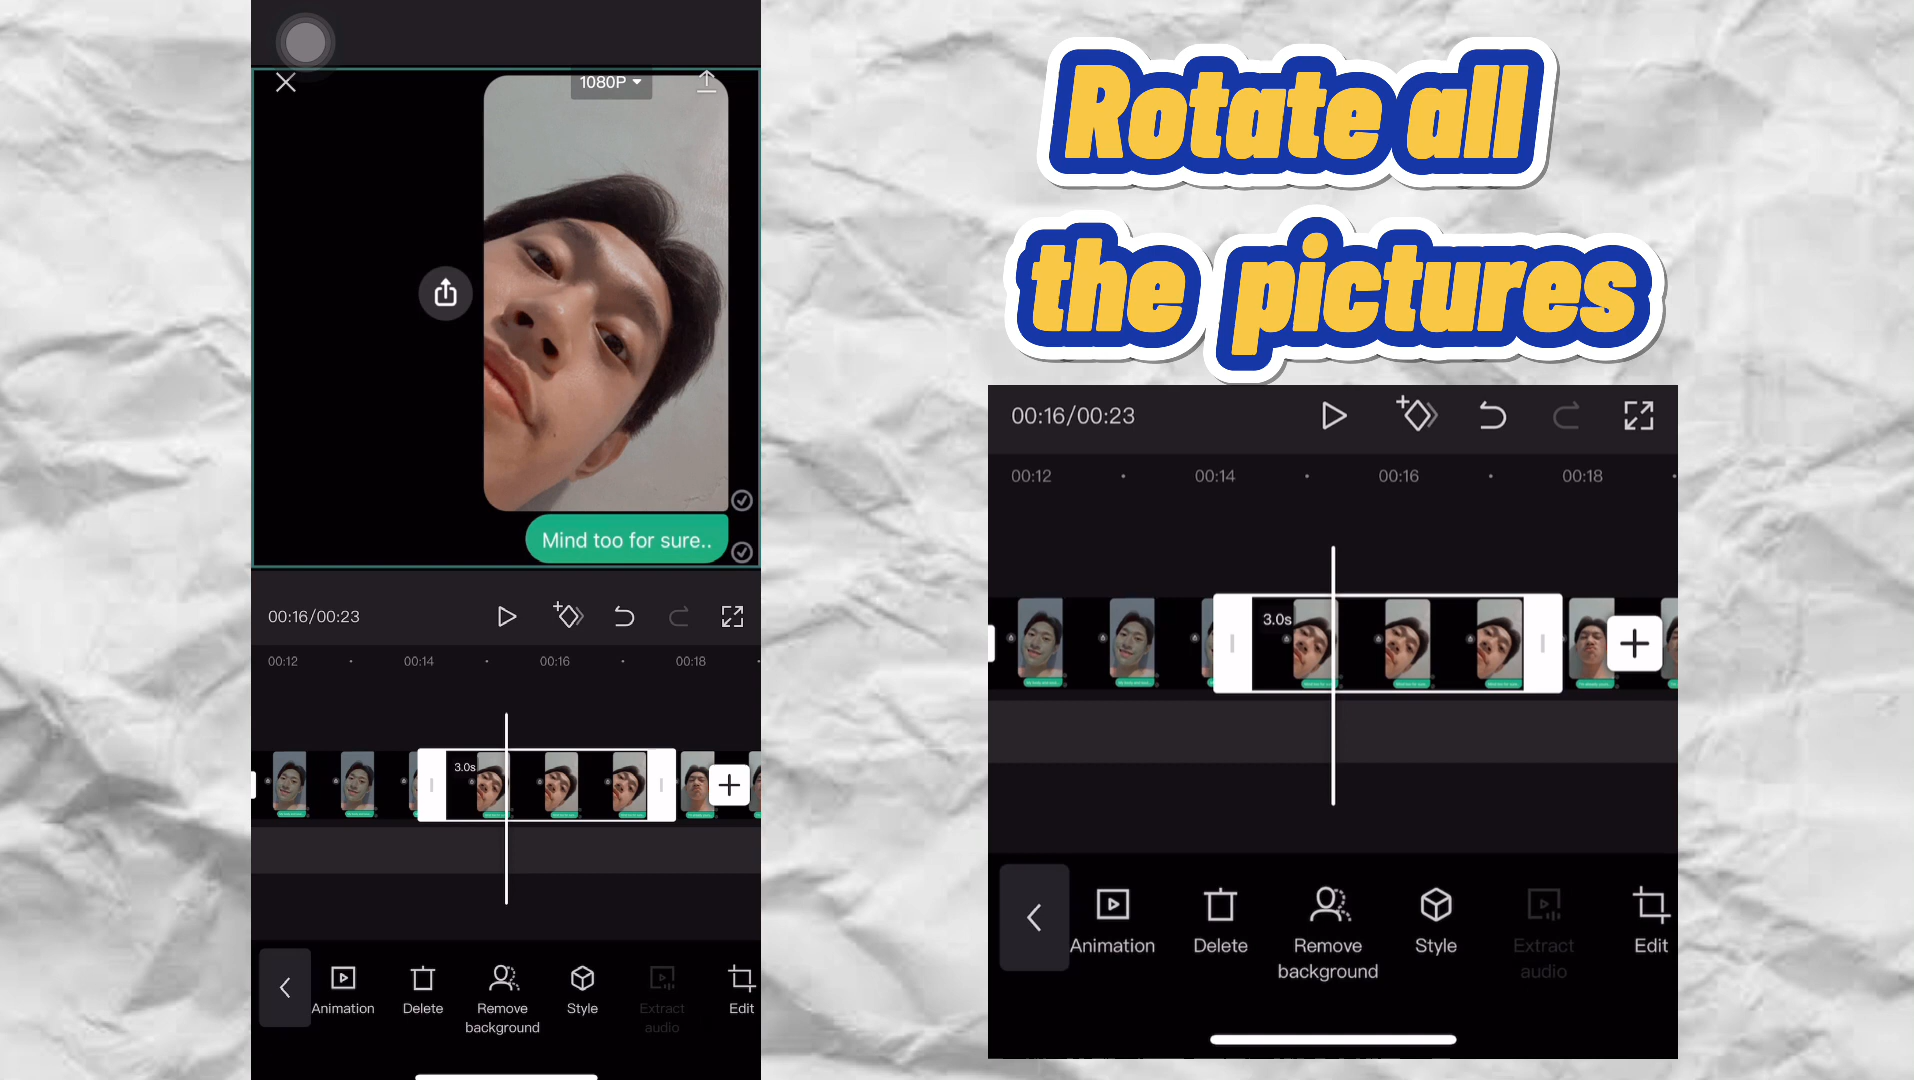 1080P
Mind too for sure..
00:16/00:23
00:12
00:14
00:16
00:18
3.0s
Animation
Delete
Remove background
Style
Extract audio
Edit
Rotate all
the pictures
00:16/00:23
00:12
00:14
00:16
00:18
3.0s
Animation
Delete
Remove background
Style
Extract audio
Edit